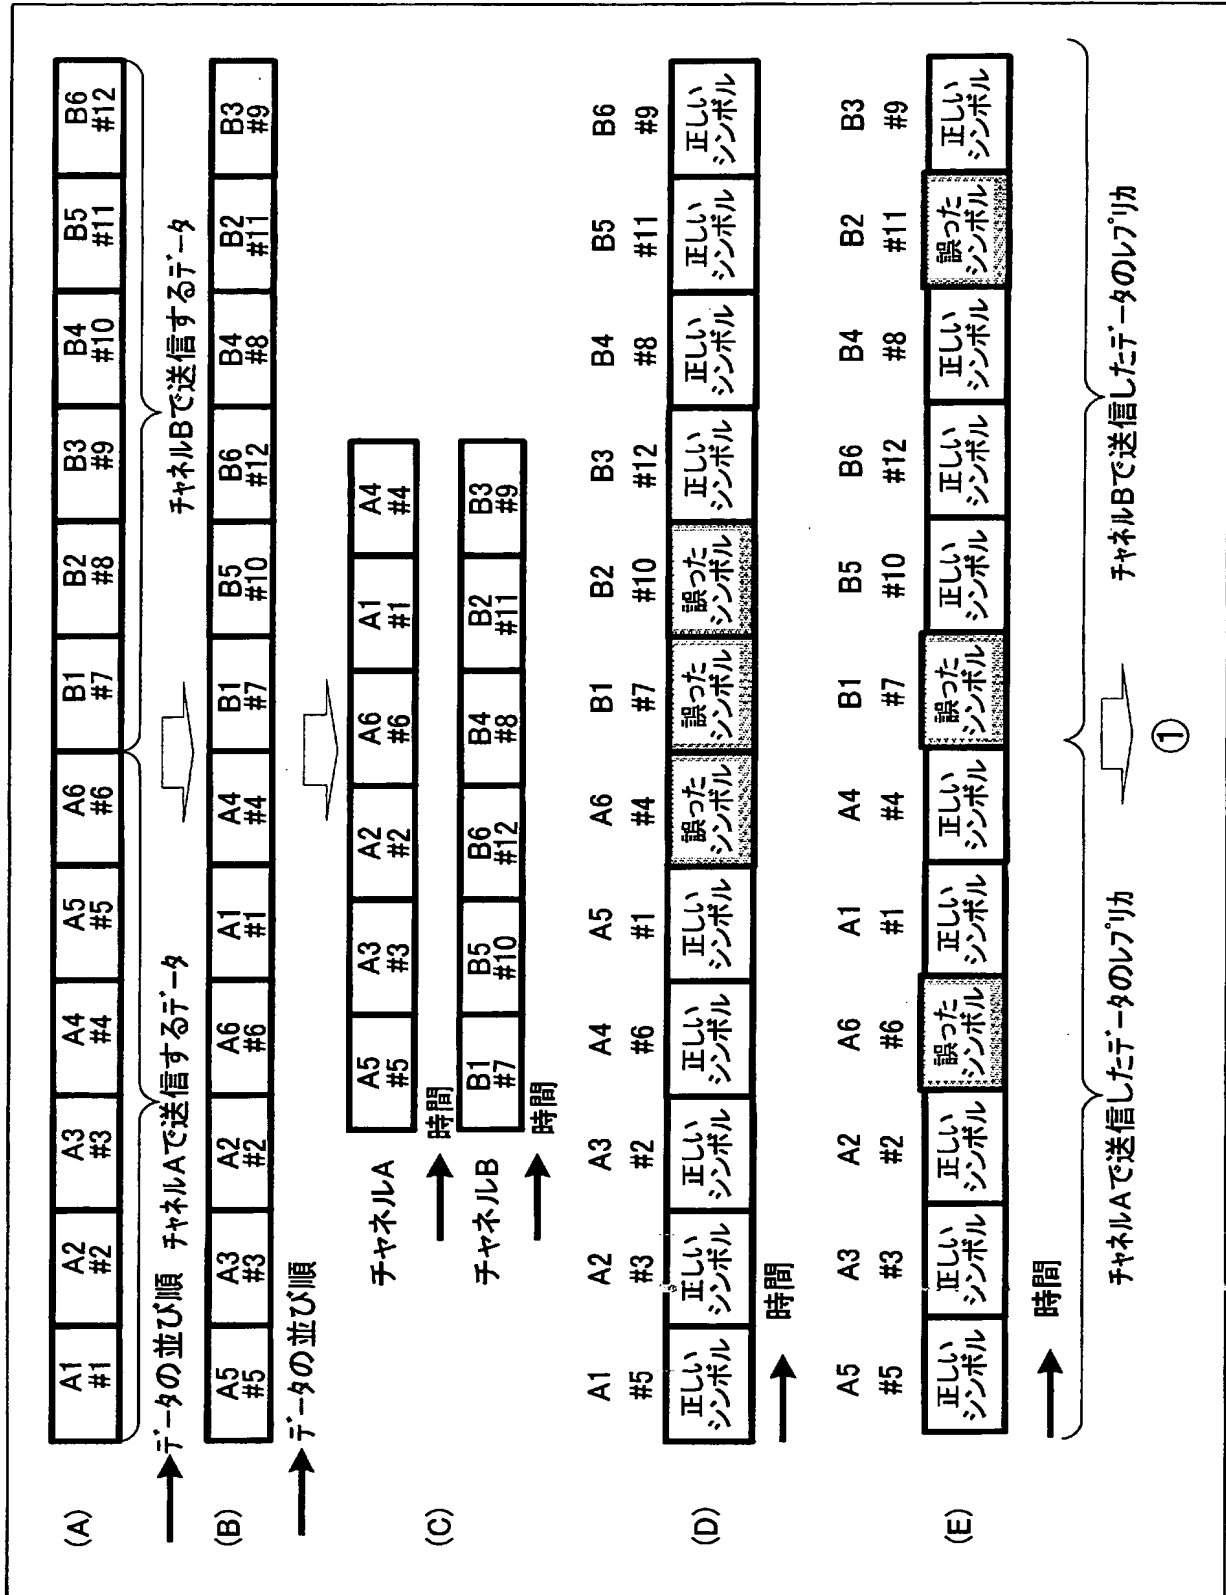 (A)
A1 A2 A3 A4 A5 A6 B1 B2 B3 B4 B5 B6
#1 #2 #3 #4 #5 #6 #7 #8 #9 #10 #11 #12
データの並び順 チャネルAで送信するデータ チャネルBで送信するデータ
(B)
A5 A3 A2 A6 A1 A4 B1 B5 B6 B4 B2 B3
#5 #3 #2 #6 #1 #4 #7 #10 #12 #8 #11 #9
データの並び順
(C)
チャネルA
A5 A3 A2 A6 A1 A4
#5 #3 #2 #6 #1 #4
時間
チャネルB
B1 B5 B6 B4 B2 B3
#7 #10 #12 #8 #11 #9
時間
(D)
A1 A2 A3 A4 A5 A6 B1 B2 B3 B4 B5 B6
#5 #3 #2 #6 #1 #4 #7 #10 #12 #8 #11 #9
正しい 正しい 正しい 正しい 正しい 誤った 誤った 誤った 正しい 正しい 正しい 正しい
シンボル シンボル シンボル シンボル シンボル シンボル シンボル シンボル シンボル シンボル シンボル シンボル
時間
(E)
A5 A3 A2 A6 A1 A4 B1 B5 B6 B4 B2 B3
#5 #3 #2 #6 #1 #4 #7 #10 #12 #8 #11 #9
正しい 正しい 正しい 誤った 正しい 正しい 誤った 正しい 正しい 正しい 誤った 正しい
シンボル シンボル シンボル シンボル シンボル シンボル シンボル シンボル シンボル シンボル シンボル シンボル
時間
チャネルAで送信したデータのレプリカ チャネルBで送信したデータのレプリカ
①